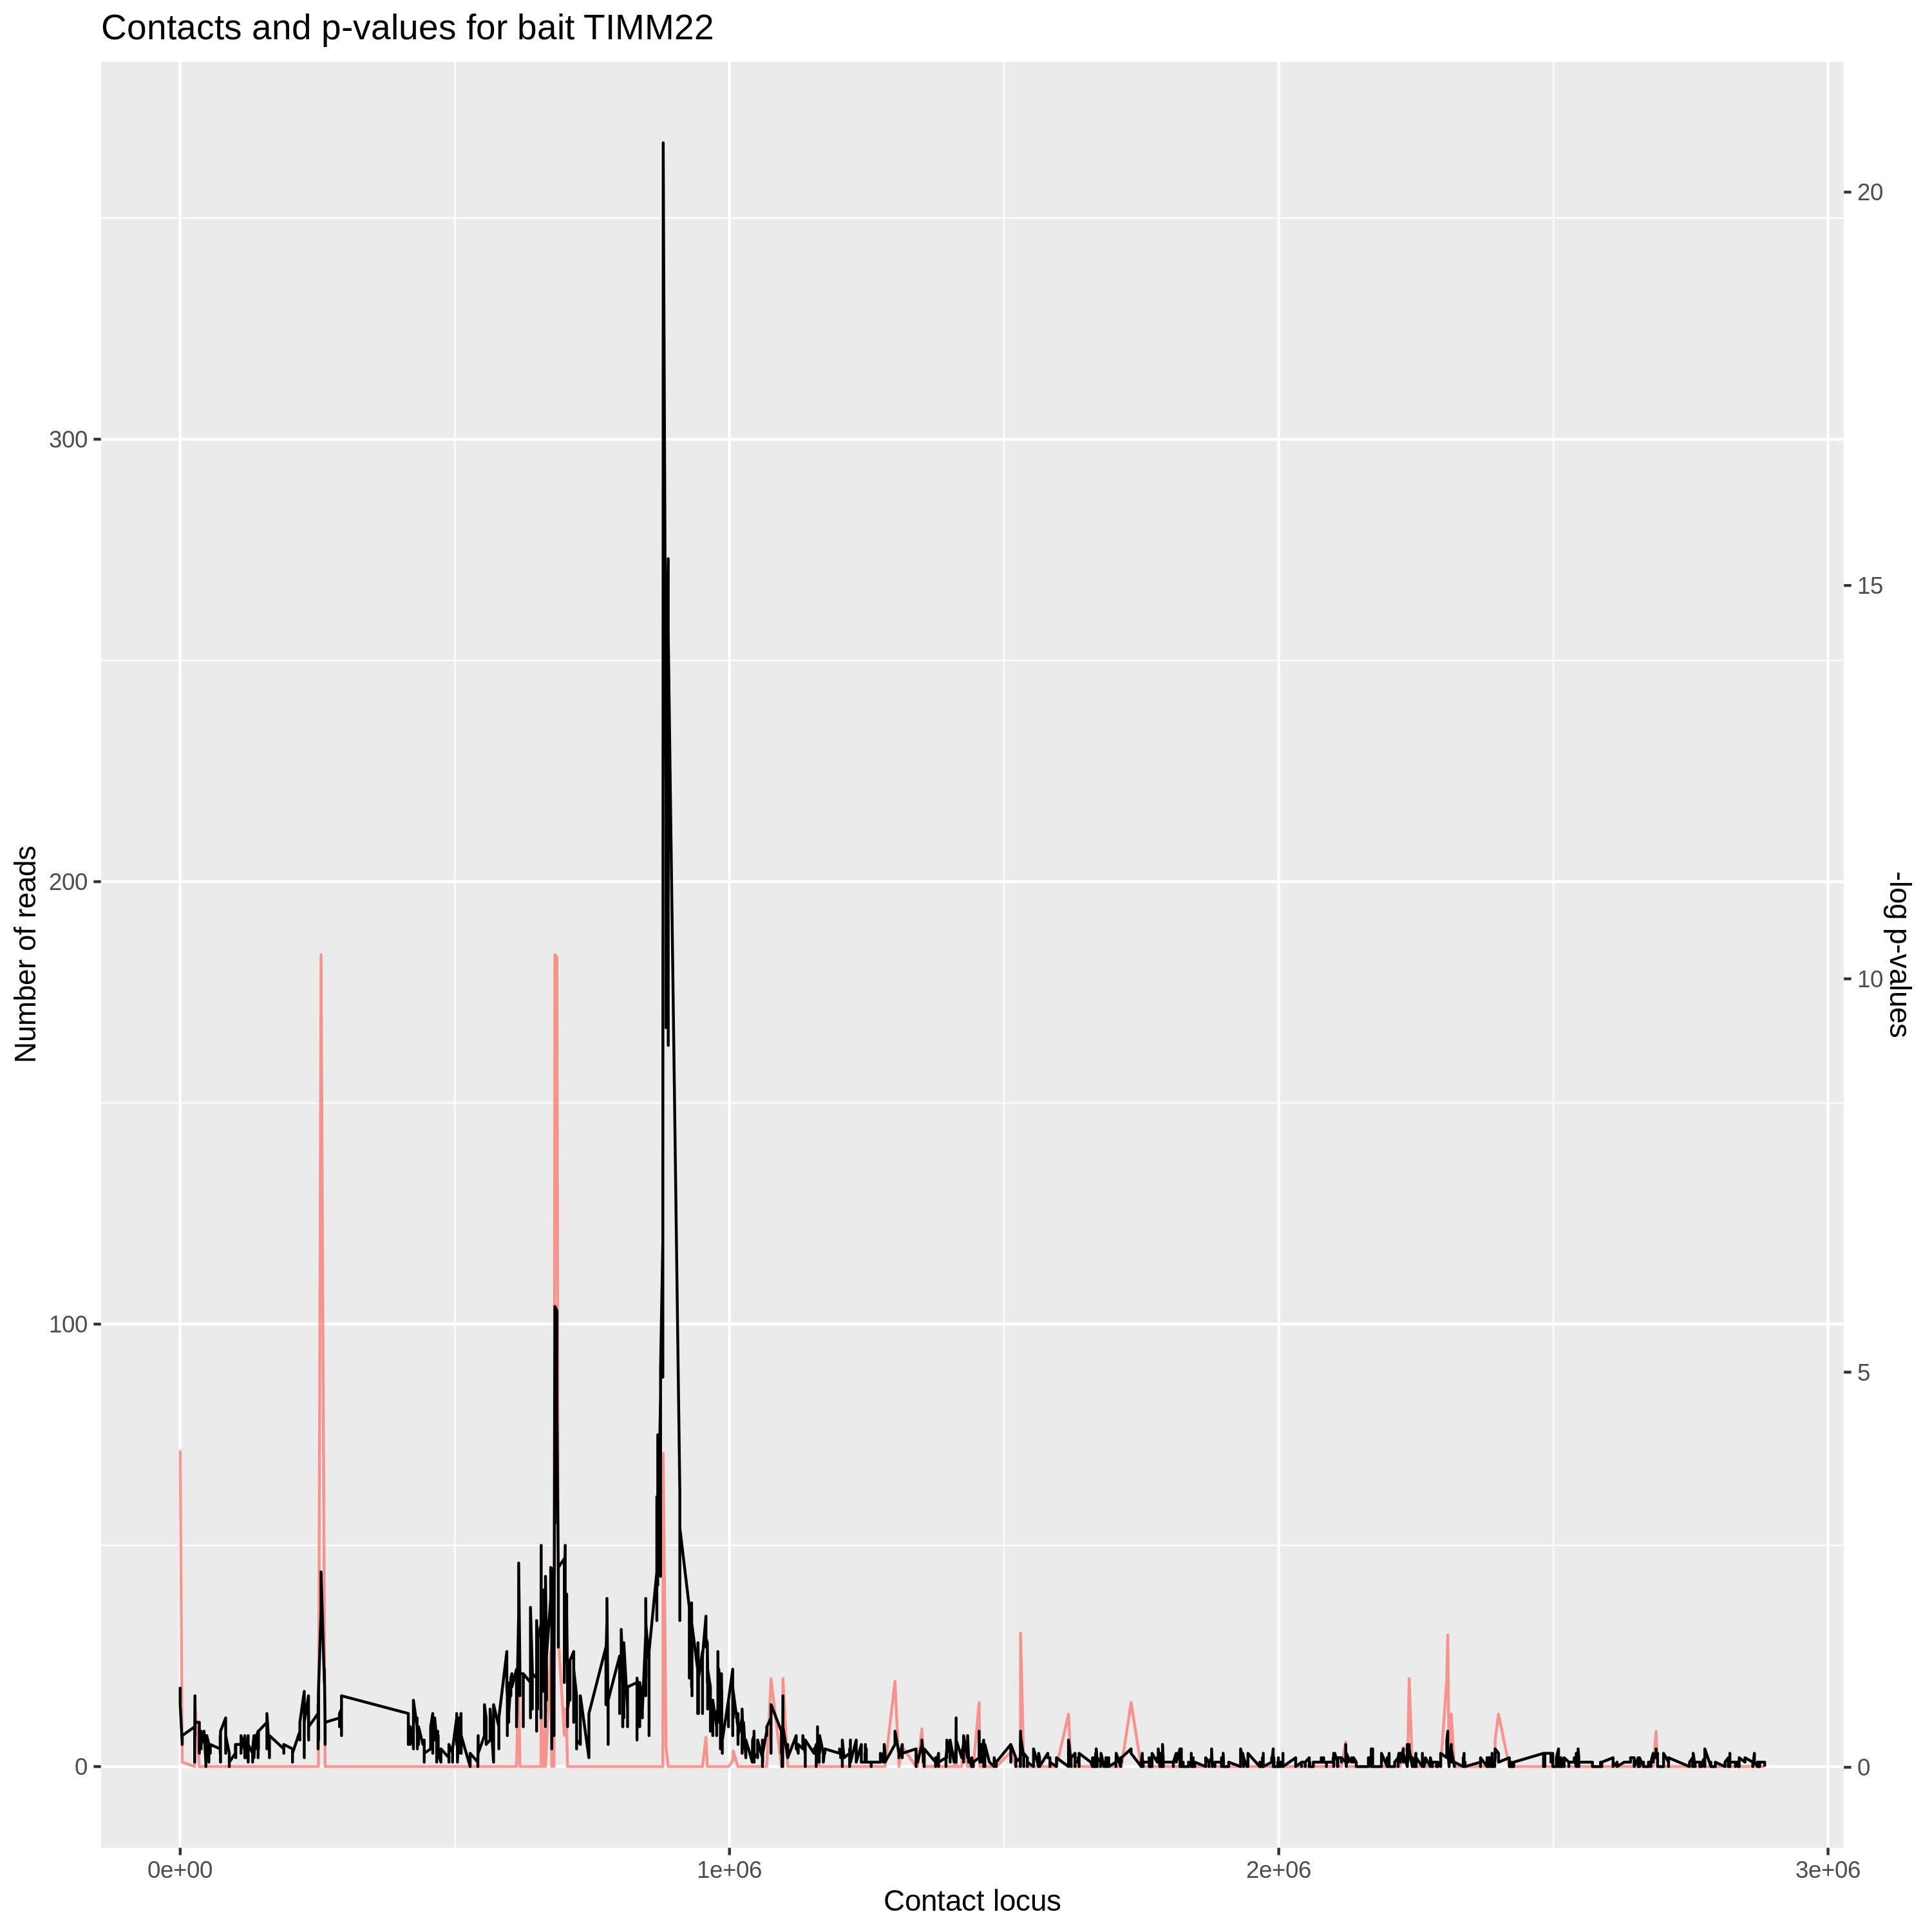 Contacts and p-values for bait TIMM22
Number of reads
300
200
100
0
20
15
10
5
0
-log p-values
0e+00
1e+06
2e+06
3e+06
Contact locus